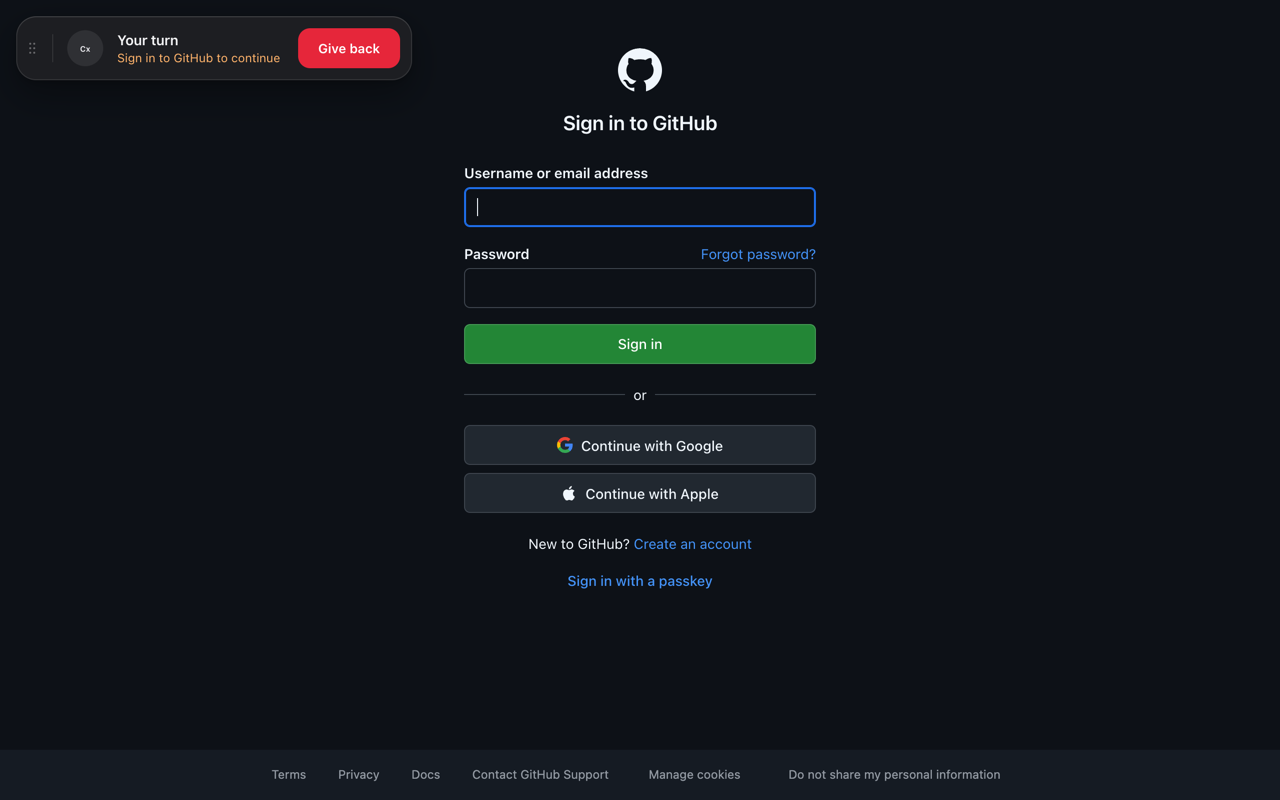 Cx
Your turn
Sign in to GitHub to continue
Give back
Sign in to GitHub
Username or email address
Password Forgot password?
Sign in
or
Continue with Google
Continue with Apple
New to GitHub? Create an account
Sign in with a passkey
Terms Privacy Docs Contact GitHub Support Manage cookies Do not share my personal information